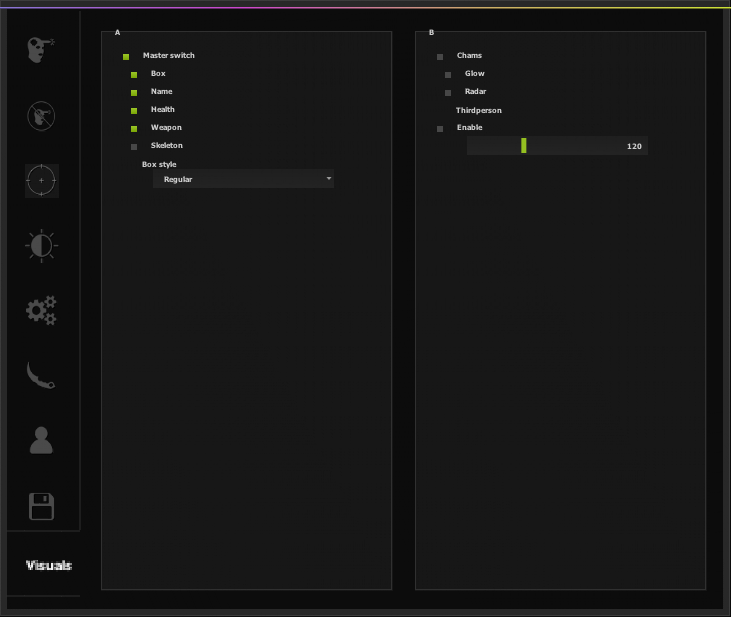 A
Master switch
Box
Name
Health
Weapon
Skeleton
Box style
Regular
B
Chams
Glow
Radar
Thirdperson
Enable
120
Visuals